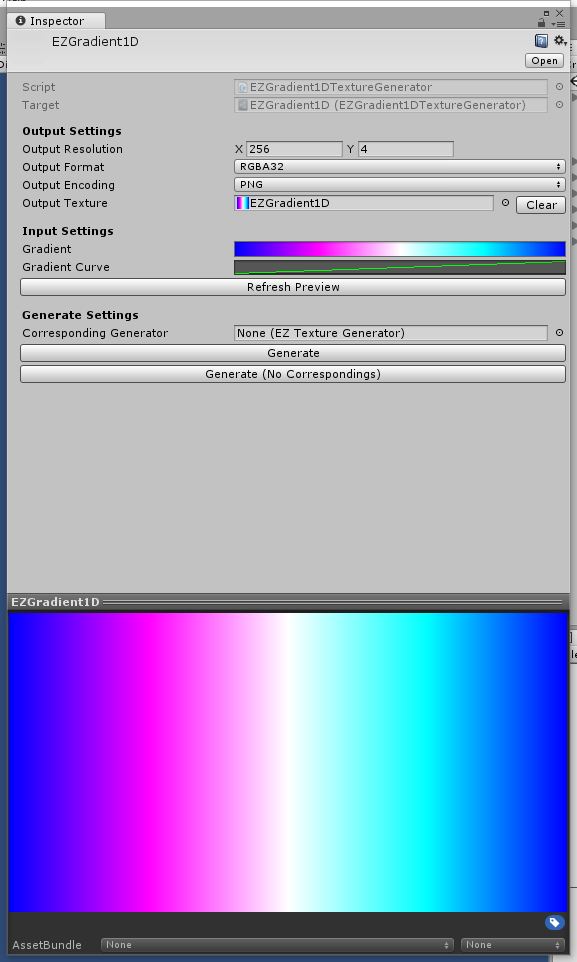 Inspector
EZGradient1D
Open
Script EZGradient1DTextureGenerator
Target EZGradient1D (EZGradient1DTextureGenerator)
Output Settings
Output Resolution X 256 Y 4
Output Format RGBA32
Output Encoding PNG
Output Texture EZGradient1D Clear
Input Settings
Gradient
Gradient Curve
Refresh Preview
Generate Settings
Corresponding Generator None (EZ Texture Generator)
Generate
Generate (No Correspondings)
EZGradient1D
AssetBundle None None